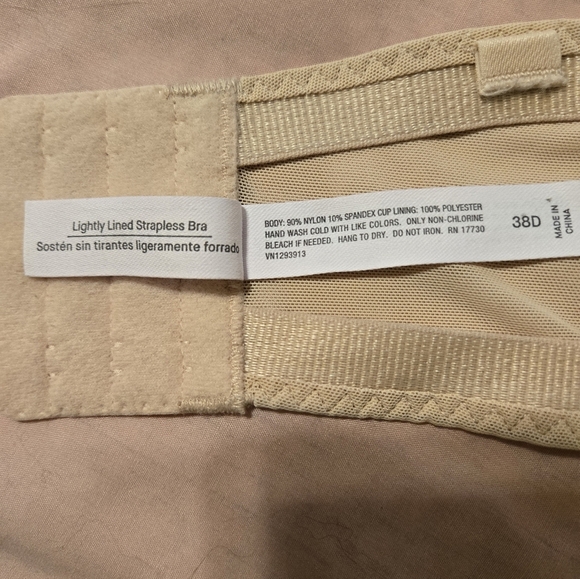 Lightly Lined Strapless Bra
Sostén sin tirantes ligeramente forrado
BODY: 90% NYLON 10% SPANDEX CUP LINING: 100% POLYESTER
HAND WASH COLD WITH LIKE COLORS. ONLY NON-CHLORINE
BLEACH IF NEEDED. HANG TO DRY. DO NOT IRON. RN 17730
VN1293913
38D
MADE IN
CHINA
4